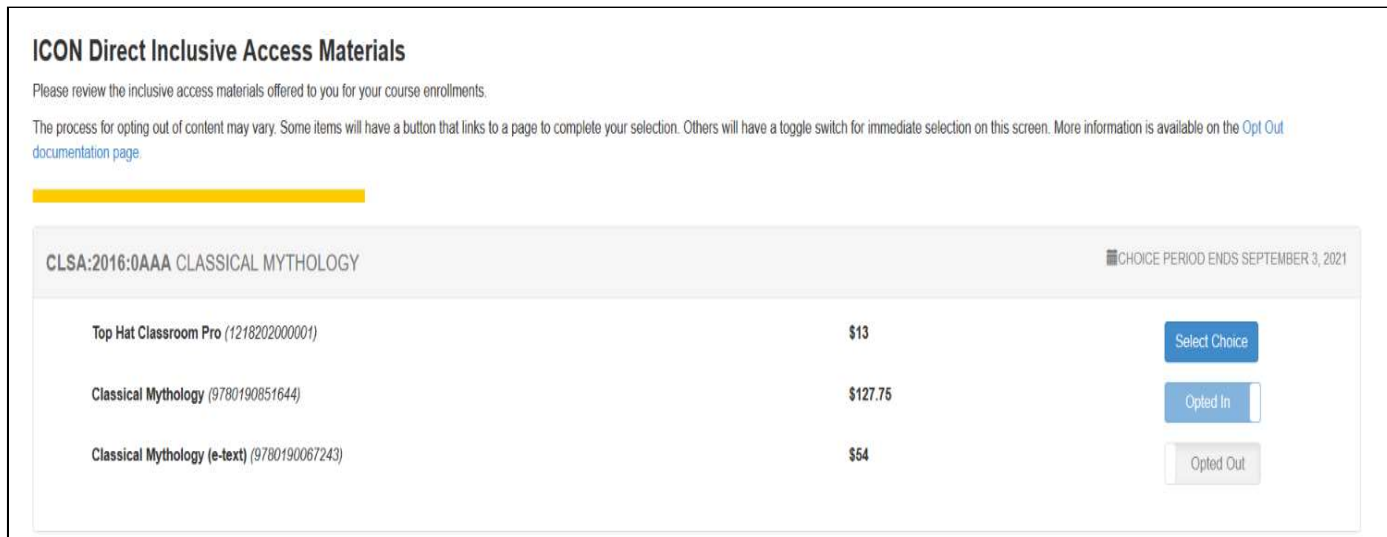 ICON Direct Inclusive Access Materials
Please review the inclusive access materials offered to you for your course enrollments.
The process for opting out of content may vary. Some items will have a button that links to a page to complete your selection. Others will have a toggle switch for immediate selection on this screen. More information is available on the Opt Out
documentation page.
CLSA:2016:0AAA CLASSICAL MYTHOLOGY CHOICE PERIOD ENDS SEPTEMBER 3, 2021
Top Hat Classroom Pro (1218202000001) $13 Select Choice
Classical Mythology (9780190851644) $127.75 Opted In
Classical Mythology (e-text) (9780190067243) $54 Opted Out